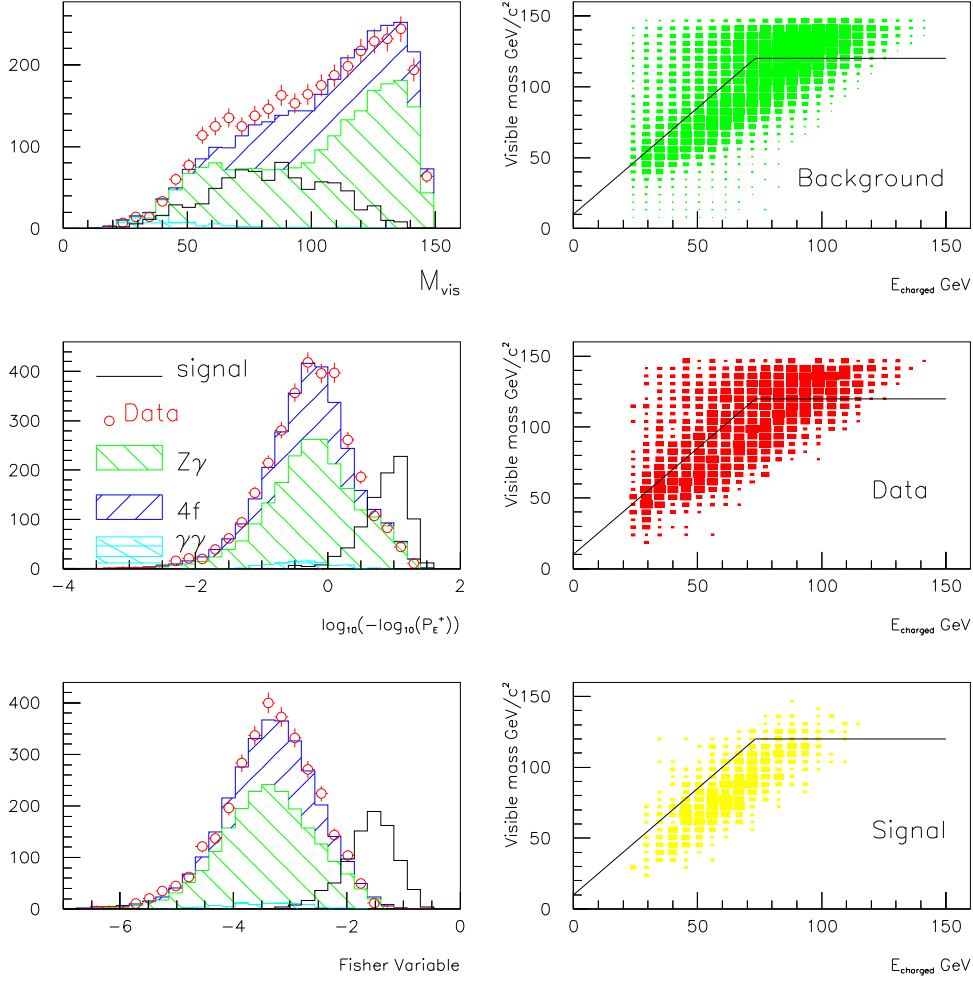 200
100
0
0
50
100
150
M_vis
Visible mass GeV/c²
150
100
50
0
Background
0
50
100
150
E_charged GeV
400
300
200
100
0
signal
Data
Zγ
4f
γγ
−4
−2
0
2
log₁₀(−log₁₀(P_E⁺))
Visible mass GeV/c²
150
100
50
0
Data
0
50
100
150
E_charged GeV
400
300
200
100
0
−6
−4
−2
0
Fisher Variable
Visible mass GeV/c²
150
100
50
0
Signal
0
50
100
150
E_charged GeV